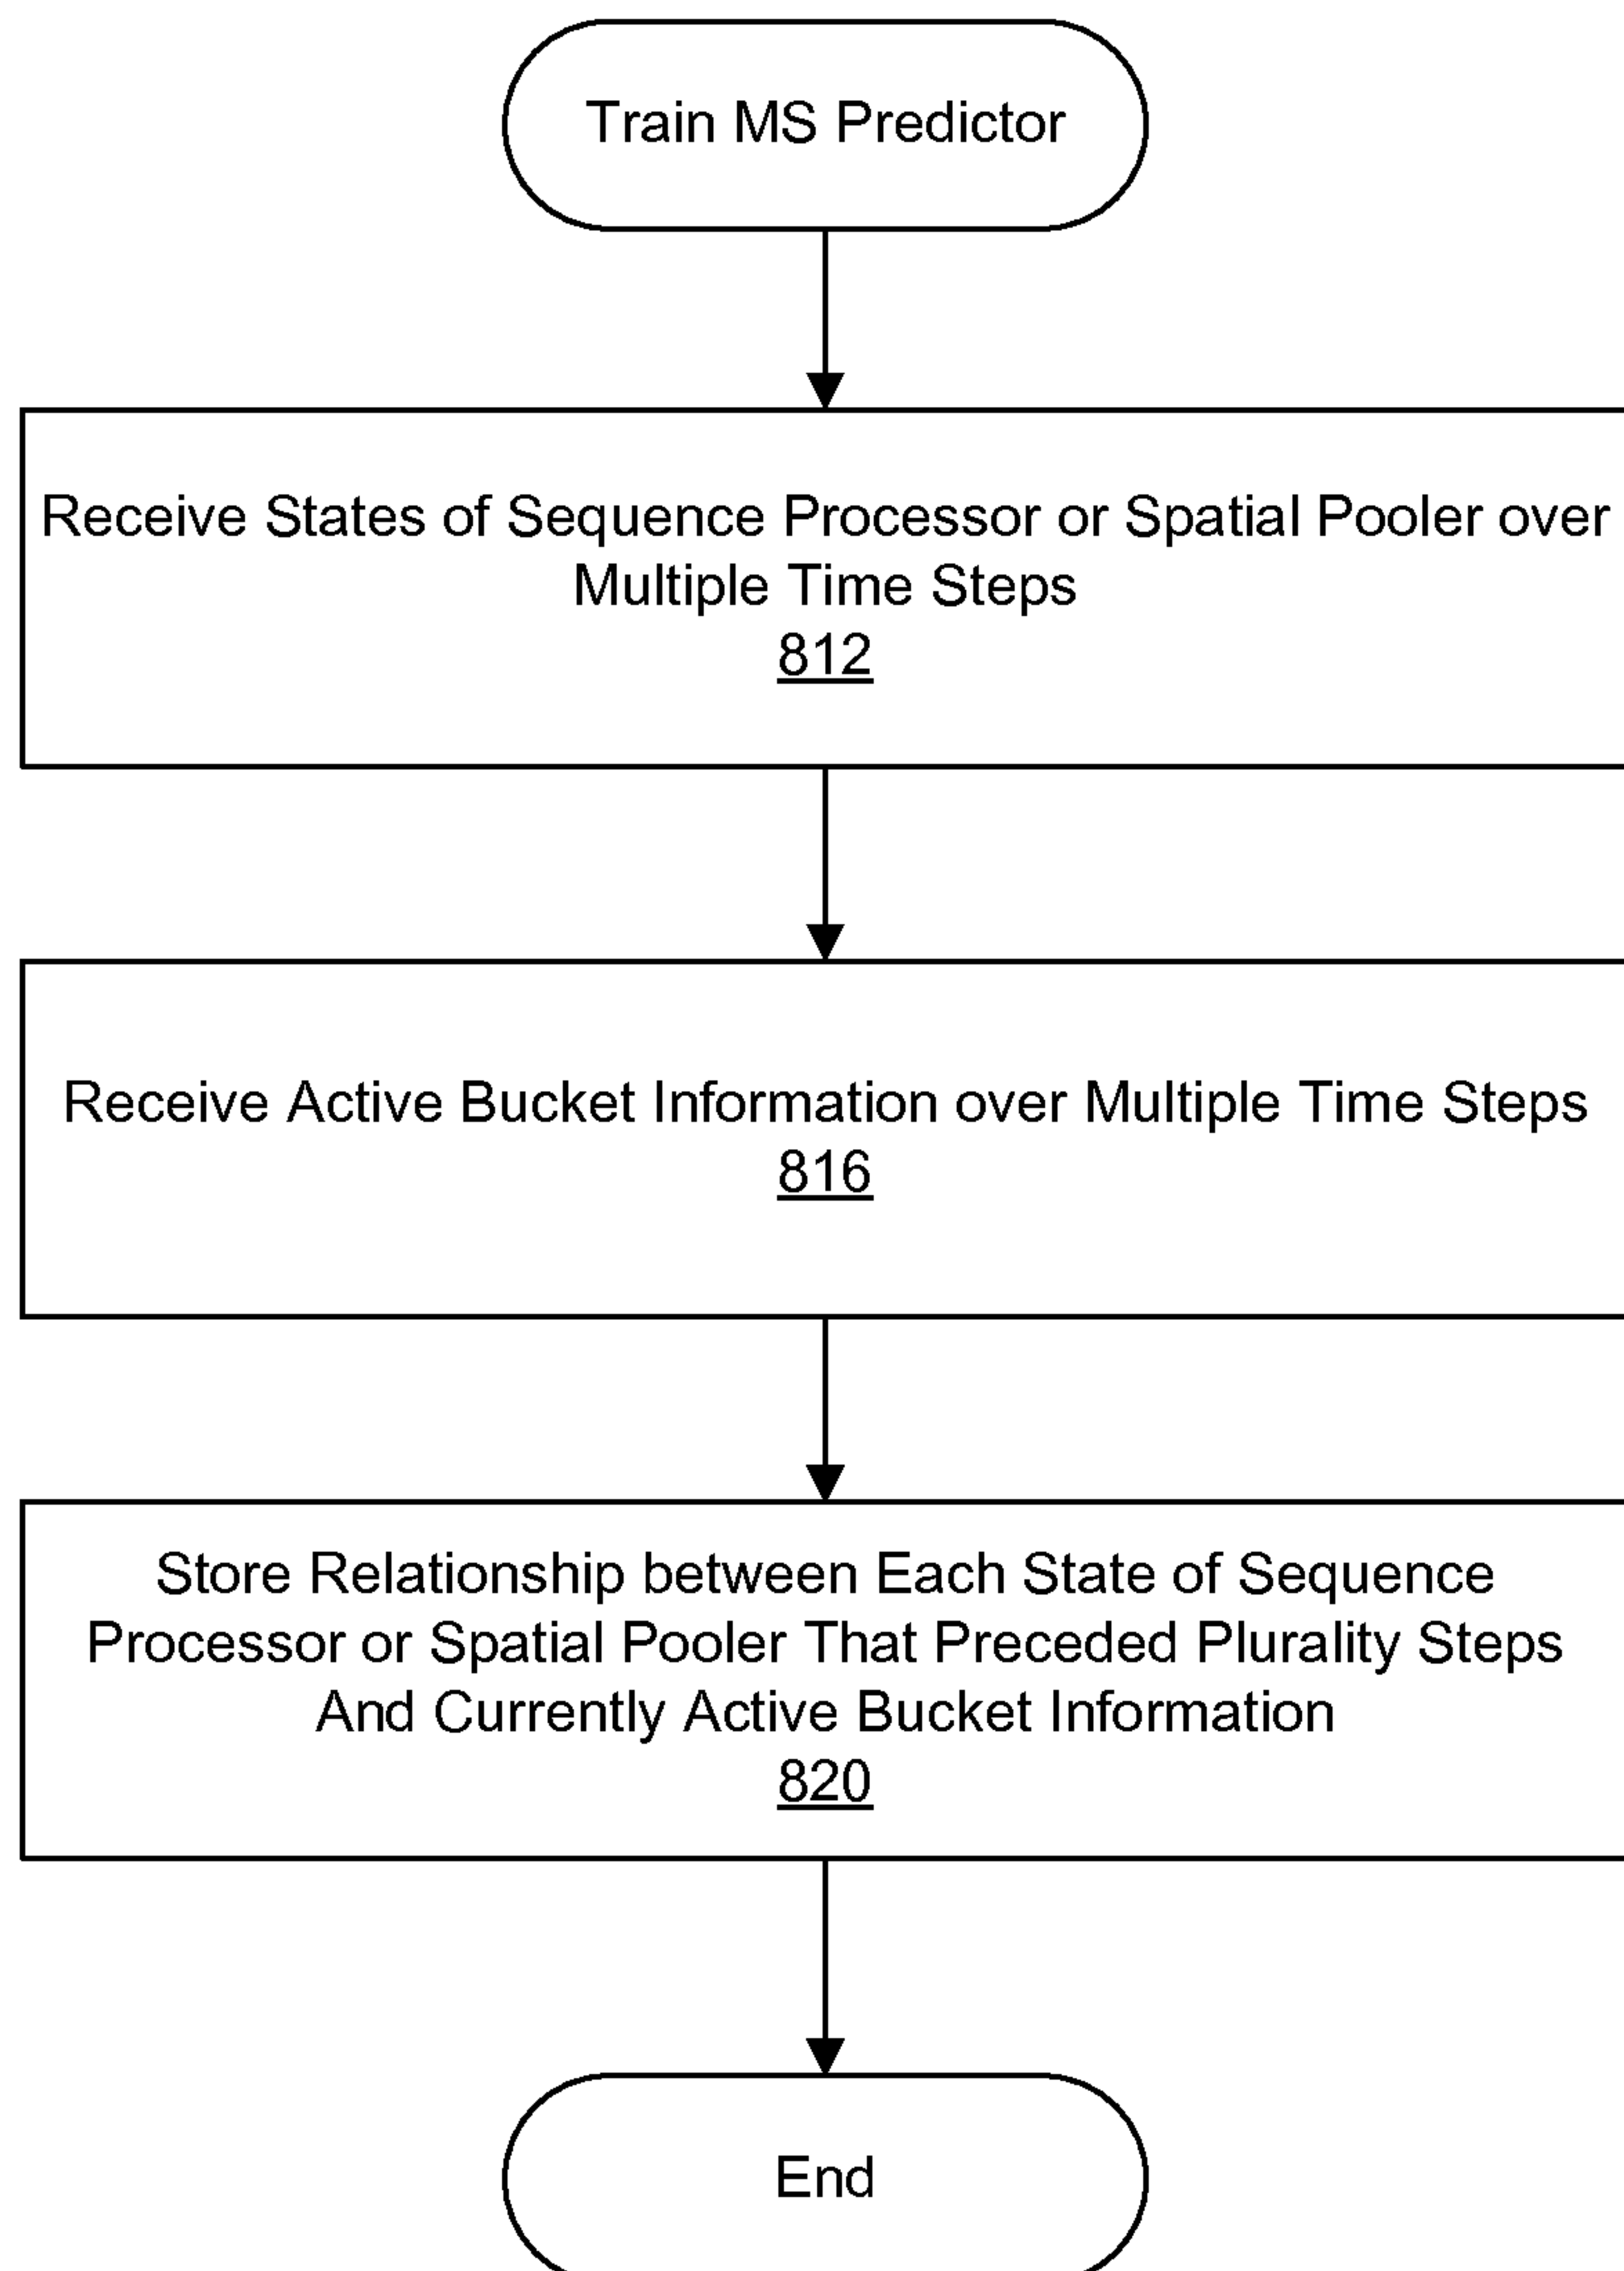 Train MS Predictor
Receive States of Sequence Processor or Spatial Pooler over
Multiple Time Steps
812
Receive Active Bucket Information over Multiple Time Steps
816
Store Relationship between Each State of Sequence
Processor or Spatial Pooler That Preceded Plurality Steps
And Currently Active Bucket Information
820
End